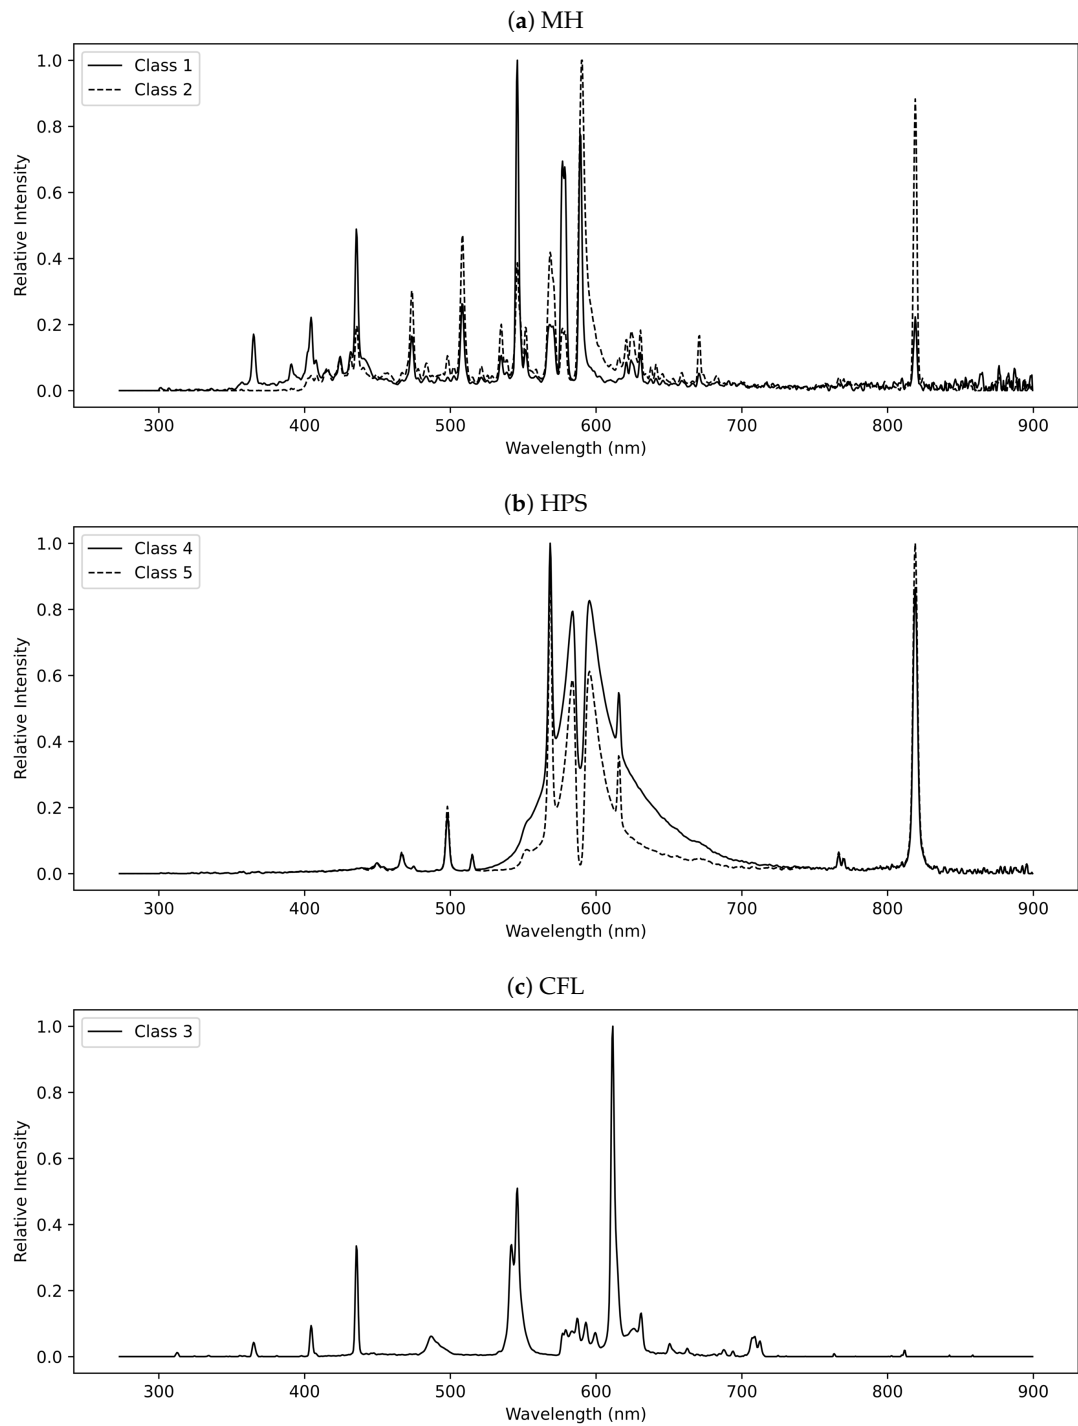 (a) MH
Class 1
Class 2
1.0
0.8
0.6
0.4
0.2
0.0
Relative Intensity
300 400 500 600 700 800 900
Wavelength (nm)
(b) HPS
Class 4
Class 5
1.0
0.8
0.6
0.4
0.2
0.0
Relative Intensity
300 400 500 600 700 800 900
Wavelength (nm)
(c) CFL
Class 3
1.0
0.8
0.6
0.4
0.2
0.0
Relative Intensity
300 400 500 600 700 800 900
Wavelength (nm)